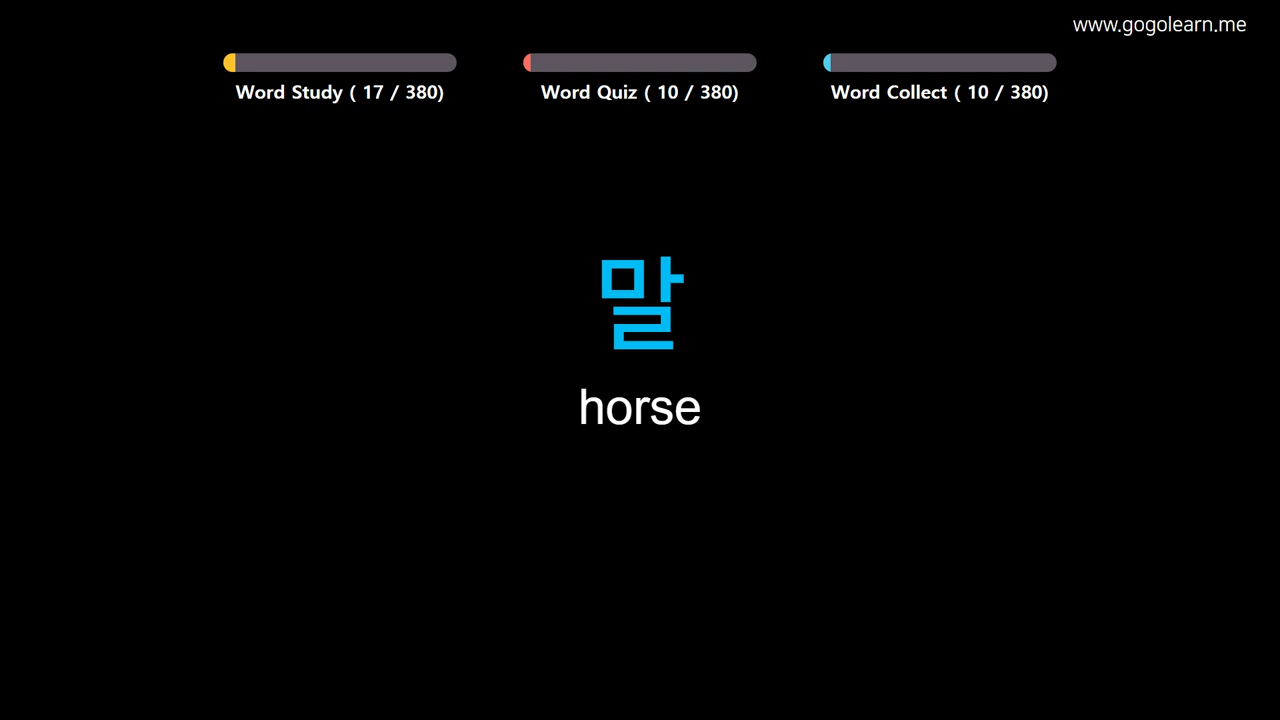 www.gogolearn.me
Word Study ( 17 / 380)
Word Quiz ( 10 / 380)
Word Collect ( 10 / 380)
말
horse